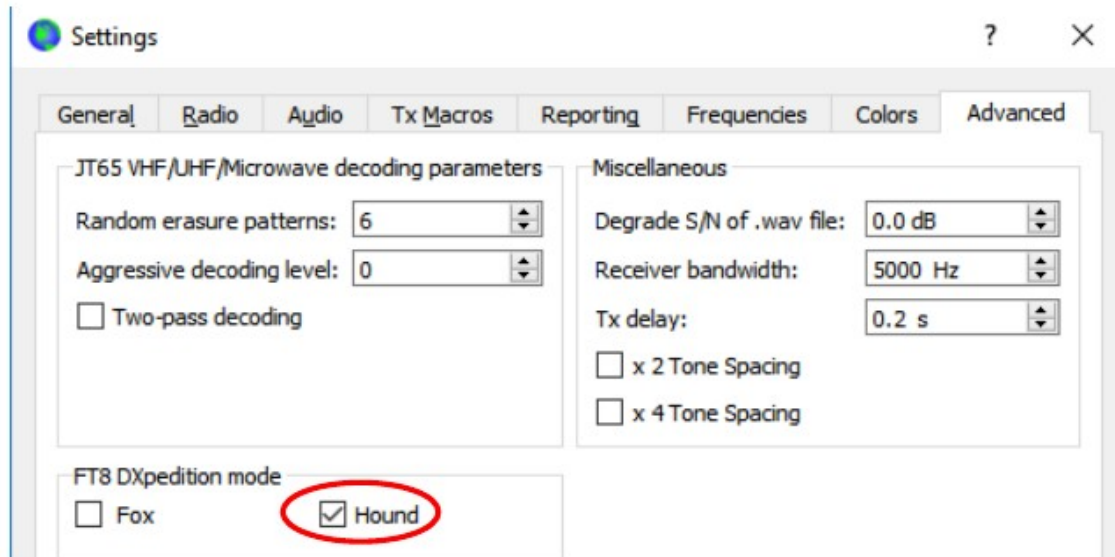 Settings
?
General Radio Audio Tx Macros Reporting Frequencies Colors Advanced
JT65 VHF/UHF/Microwave decoding parameters
Random erasure patterns: 6
Aggressive decoding level: 0
Two-pass decoding
Miscellaneous
Degrade S/N of .wav file: 0.0 dB
Receiver bandwidth: 5000 Hz
Tx delay: 0.2 s
x 2 Tone Spacing
x 4 Tone Spacing
FT8 DXpedition mode
Fox Hound